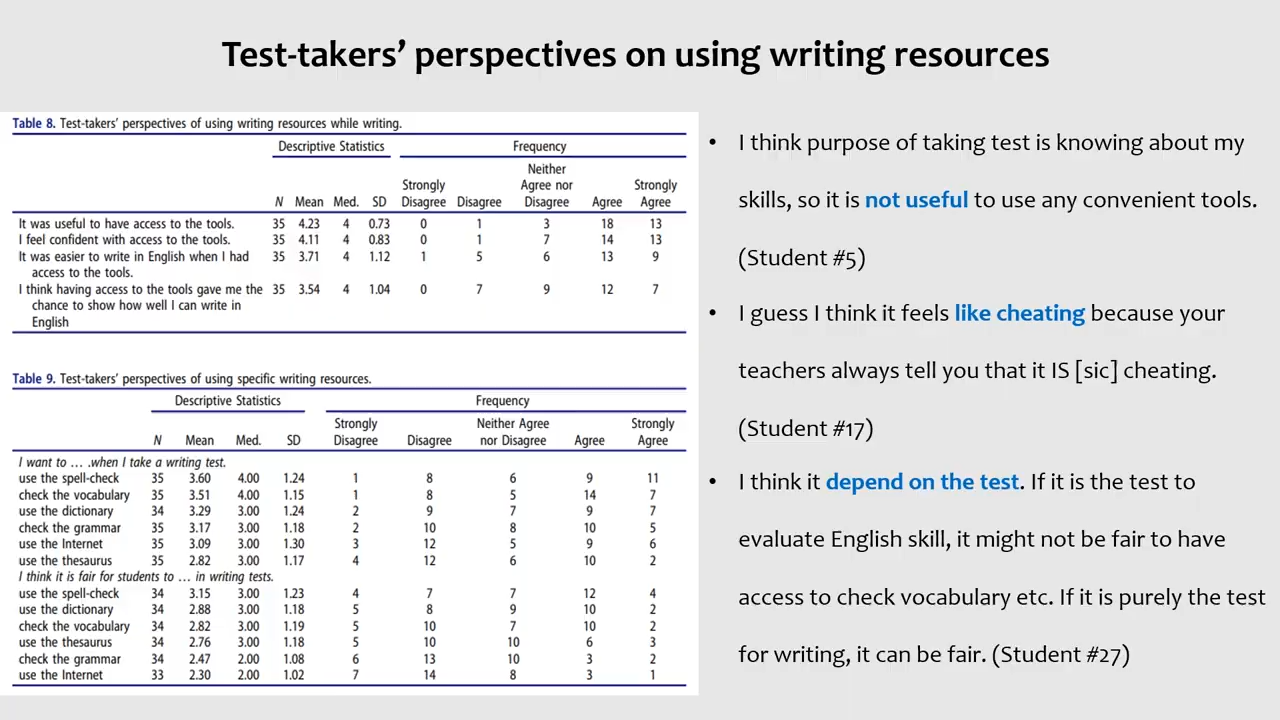 Test-takers' perspectives on using writing resources
Table 8. Test-takers' perspectives of using writing resources while writing.
Descriptive Statistics Frequency
N Mean Med. SD Strongly Disagree Disagree Neither Agree nor Disagree Agree Strongly Agree
It was useful to have access to the tools. 35 4.23 4 0.73 0 1 3 18 13
I feel confident with access to the tools. 35 4.11 4 0.83 0 1 7 14 13
It was easier to write in English when I had 35 3.71 4 1.12 1 5 6 13 9
access to the tools.
I think having access to the tools gave me the 35 3.54 4 1.04 0 7 9 12 7
chance to show how well I can write in
English
Table 9. Test-takers' perspectives of using specific writing resources.
Descriptive Statistics Frequency
N Mean Med. SD Strongly Disagree Disagree Neither Agree nor Disagree Agree Strongly Agree
I want to … .when I take a writing test.
use the spell-check 35 3.60 4.00 1.24 1 8 6 9 11
check the vocabulary 35 3.51 4.00 1.15 1 8 5 14 7
use the dictionary 34 3.29 3.00 1.24 2 9 7 9 7
check the grammar 35 3.17 3.00 1.18 2 10 8 10 5
use the Internet 35 3.09 3.00 1.30 3 12 5 9 6
use the thesaurus 35 2.82 3.00 1.17 4 12 6 10 2
I think it is fair for students to … in writing tests.
use the spell-check 34 3.15 3.00 1.23 4 7 7 12 4
use the dictionary 34 2.88 3.00 1.18 5 8 9 10 2
check the vocabulary 34 2.82 3.00 1.19 5 10 7 10 2
use the thesaurus 34 2.76 3.00 1.18 5 10 10 6 3
check the grammar 34 2.47 2.00 1.08 6 13 10 3 2
use the Internet 33 2.30 2.00 1.02 7 14 8 3 1
• I think purpose of taking test is knowing about my
skills, so it is not useful to use any convenient tools.
(Student #5)
• I guess I think it feels like cheating because your
teachers always tell you that it IS [sic] cheating.
(Student #17)
• I think it depend on the test. If it is the test to
evaluate English skill, it might not be fair to have
access to check vocabulary etc. If it is purely the test
for writing, it can be fair. (Student #27)